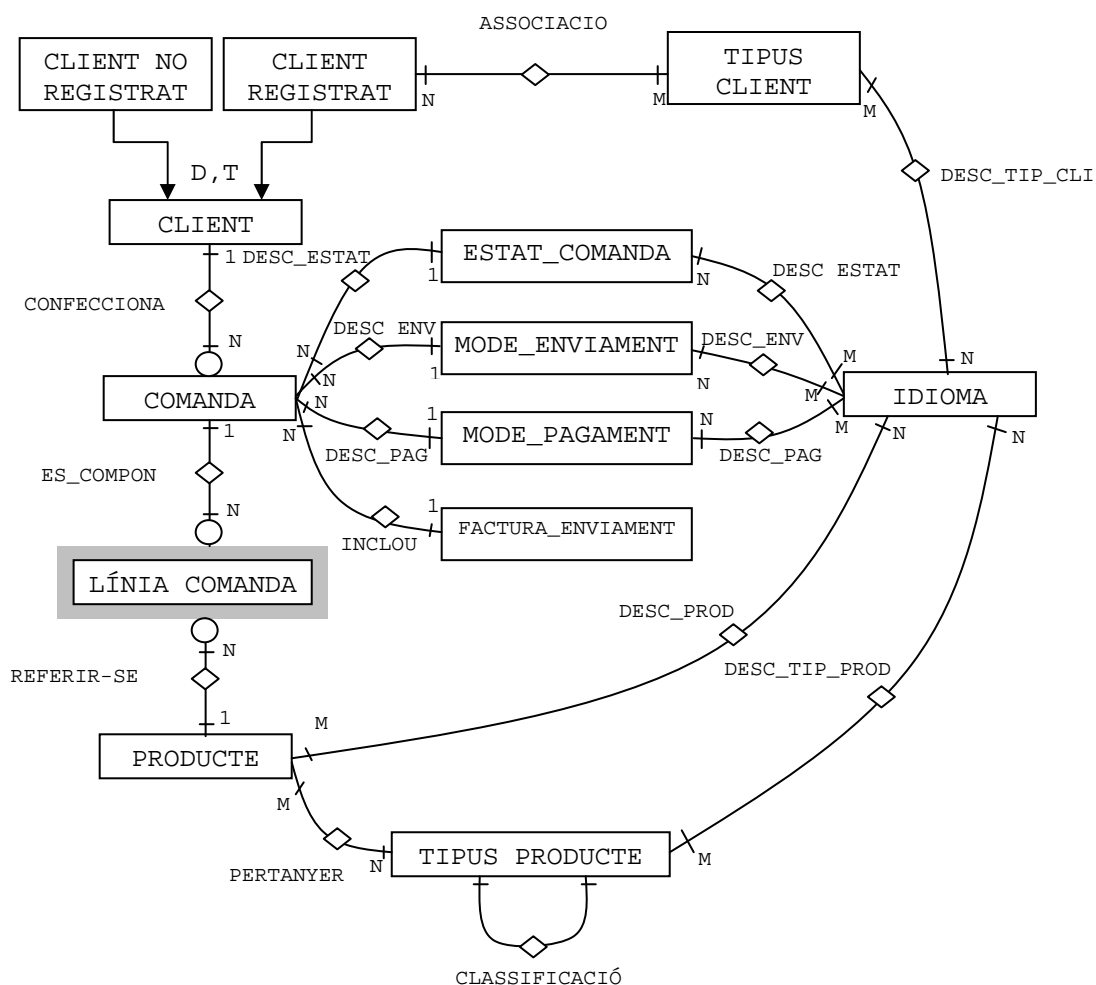 ASSOCIACIO
CLIENT NO
REGISTRAT
CLIENT
REGISTRAT
TIPUS
CLIENT
N
M
M
D,T
DESC_TIP_CLI
CLIENT
1
DESC_ESTAT
ESTAT_COMANDA
1
N
DESC ESTAT
CONFECCIONA
N
DESC ENV
MODE_ENVIAMENT
DESC_ENV
N
N
1
N
M
M
N
COMANDA
N
N
1
MODE_PAGAMENT
N
M
IDIOMA
1
DESC_PAG
DESC_PAG
N
N
ES_COMPON
N
1
FACTURA_ENVIAMENT
INCLOU
LÍNIA COMANDA
DESC_PROD
N
REFERIR-SE
DESC_TIP_PROD
1
M
PRODUCTE
M
PERTANYER
N
TIPUS PRODUCTE
M
CLASSIFICACIÓ